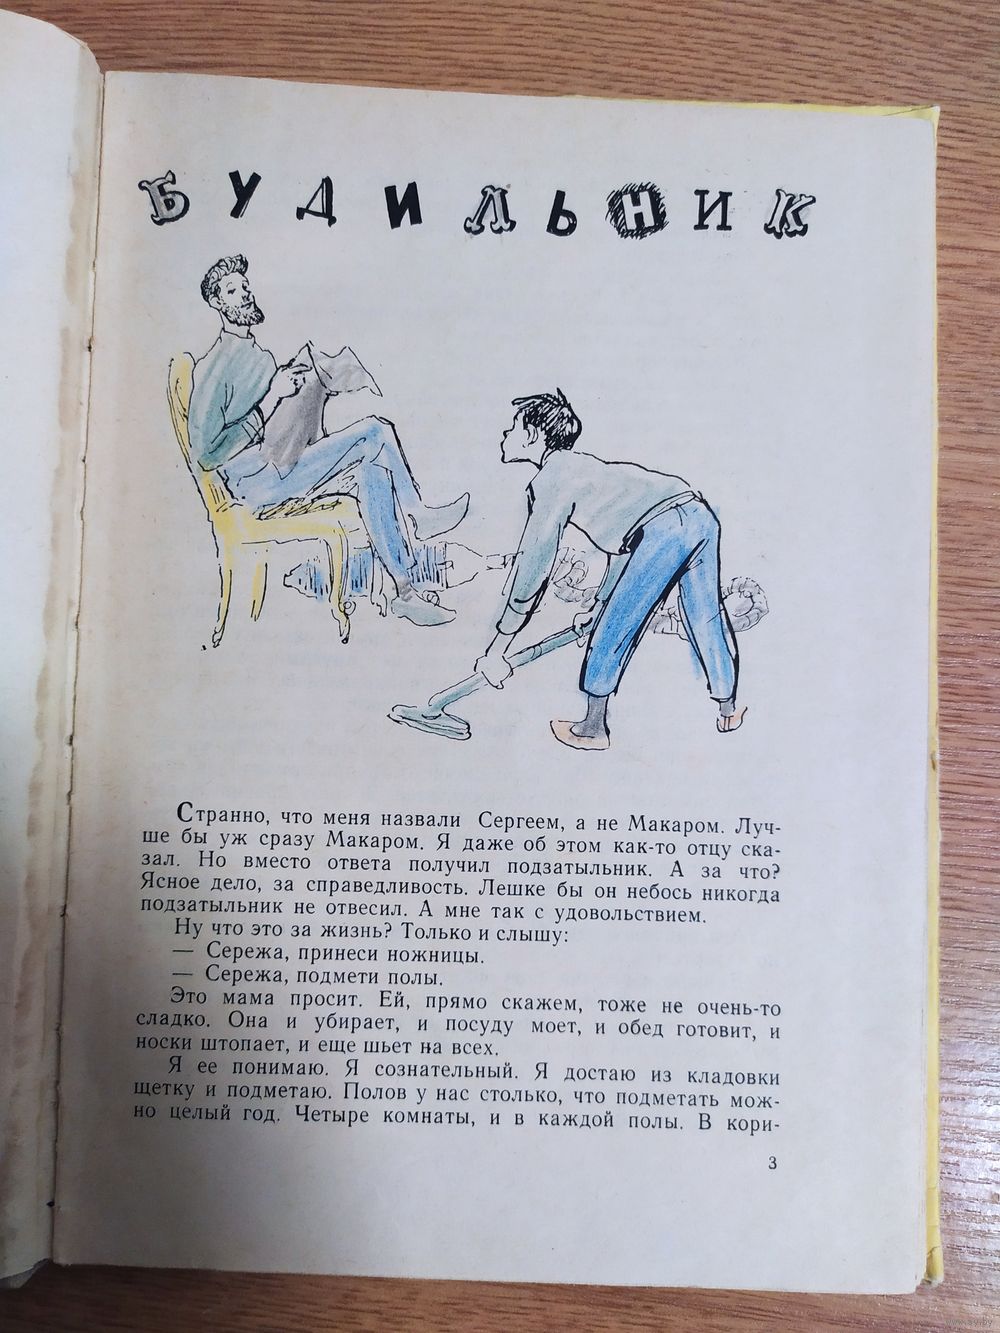 БУДИЛЬНИК
Странно, что меня назвали Сергеем, а не Макаром. Луч-
ше бы уж сразу Макаром. Я даже об этом как-то отцу ска-
зал. Но вместо ответа получил подзатыльник. А за что?
Ясное дело, за справедливость. Лешке бы он небось никогда
подзатыльник не отвесил. А мне так с удовольствием.
Ну что это за жизнь? Только и слышу:
— Сережа, принеси ножницы.
— Сережа, подмети полы.
Это мама просит. Ей, прямо скажем, тоже не очень-то
сладко. Она и убирает, и посуду моет, и обед готовит, и
носки штопает, и еще шьет на всех.
Я ее понимаю. Я сознательный. Я достаю из кладовки
щетку и подметаю. Полов у нас столько, что подметать мож-
но целый год. Четыре комнаты, и в каждой полы. В кори-
3